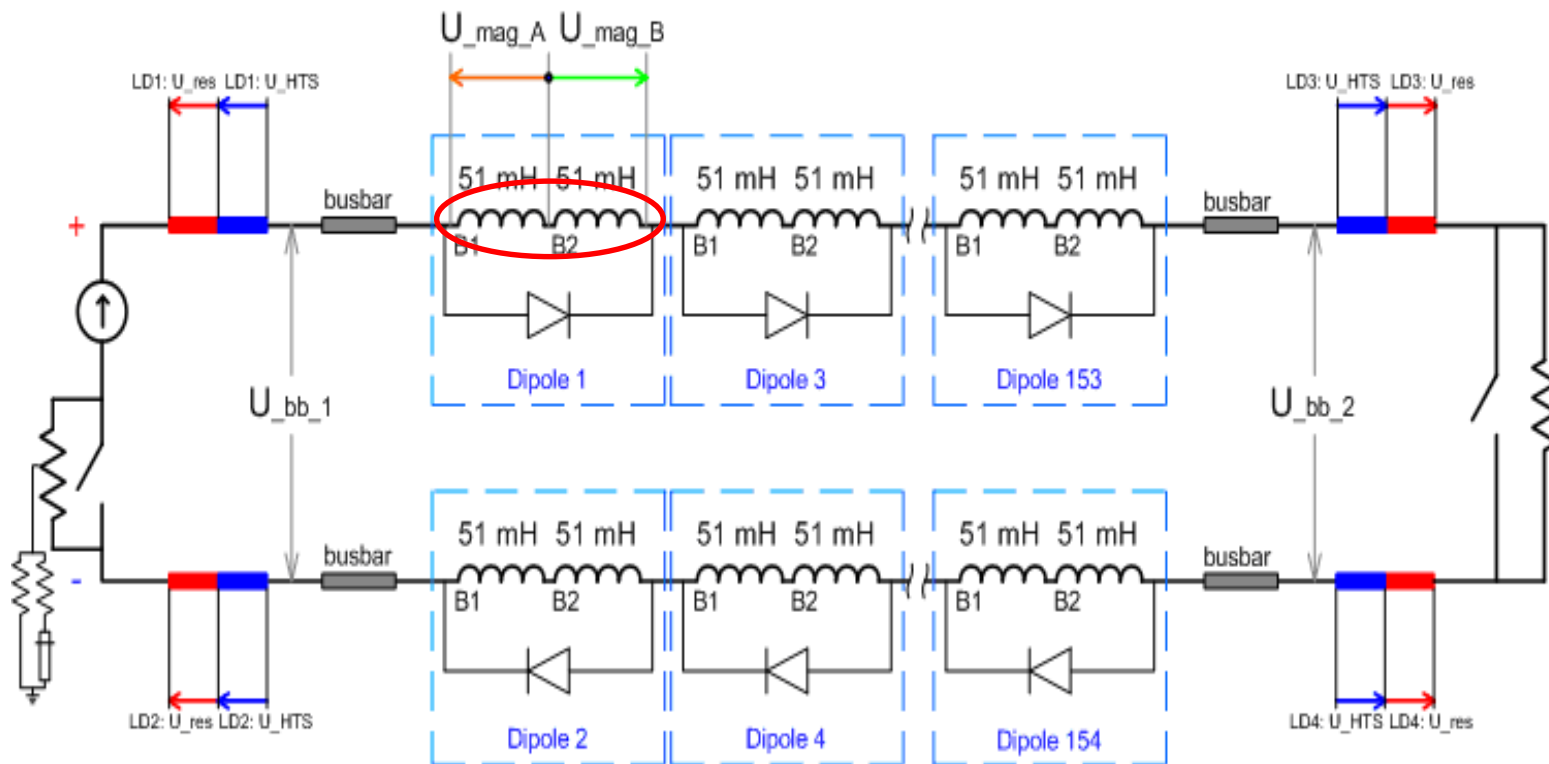 U_mag_A U_mag_B
LD1: U_res LD1: U_HTS
LD3: U_HTS LD3: U_res
51 mH 51 mH
51 mH 51 mH
51 mH 51 mH
busbar
busbar
+
B1 B2
B1 B2
B1 B2
Dipole 1
Dipole 3
Dipole 153
U_bb_1
U_bb_2
51 mH 51 mH
51 mH 51 mH
51 mH 51 mH
busbar
busbar
-
B1 B2
B1 B2
B1 B2
LD2: U_res LD2: U_HTS
LD4: U_HTS LD4: U_res
Dipole 2
Dipole 4
Dipole 154